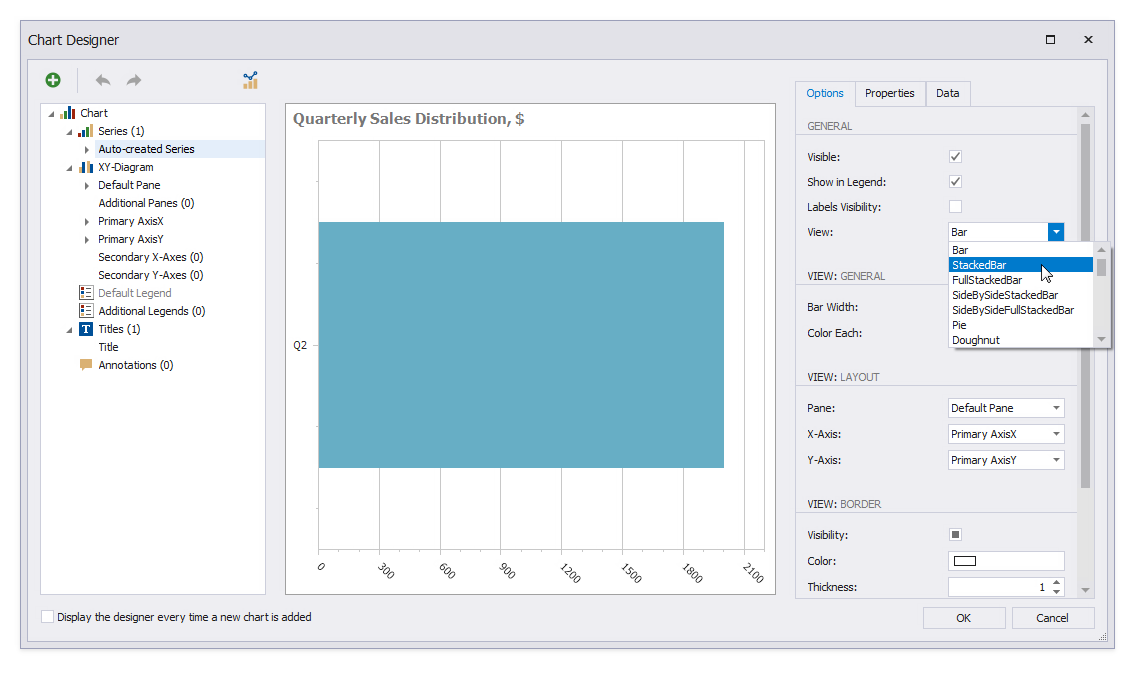 Chart Designer
Chart
Series (1)
Auto-created Series
XY-Diagram
Default Pane
Additional Panes (0)
Primary AxisX
Primary AxisY
Secondary X-Axes (0)
Secondary Y-Axes (0)
Default Legend
Additional Legends (0)
T Titles (1)
Title
Annotations (0)
Quarterly Sales Distribution, $
Q2
0 300 600 900 1200 1500 1800 2100
Options Properties Data
GENERAL
Visible:
Show in Legend:
Labels Visibility:
View: Bar
Bar
StackedBar
FullStackedBar
SideBySideStackedBar
SideBySideFullStackedBar
Pie
Doughnut
VIEW: GENERAL
Bar Width:
Color Each:
VIEW: LAYOUT
Pane: Default Pane
X-Axis: Primary AxisX
Y-Axis: Primary AxisY
VIEW: BORDER
Visibility:
Color:
Thickness: 1
Display the designer every time a new chart is added
OK Cancel